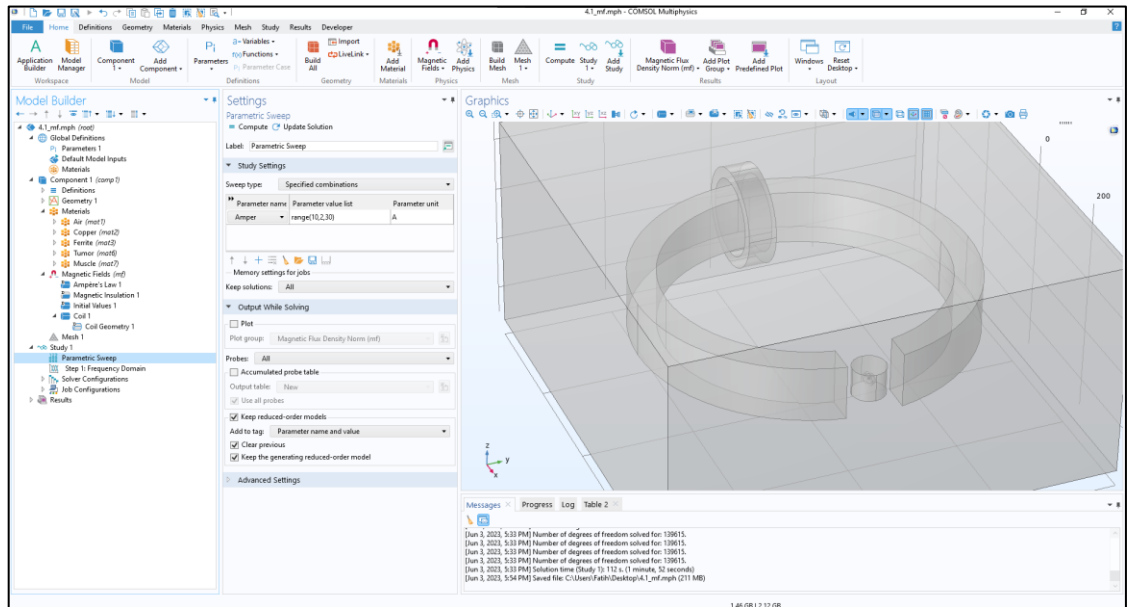 4.1_mf.mph - COMSOL Multiphysics
File Home Definitions Geometry Materials Physics Mesh Study Results Developer
Application Builder
Model Manager
Component 1
Add Component
Parameters
a= Variables
f(x) Functions
Pi Parameter Case
Build All
Import
LiveLink
Add Material
Magnetic Fields
Add Physics
Build Mesh
Mesh 1
Compute
Study 1
Add Study
Magnetic Flux Density Norm (mf)
Add Plot Group
Add Predefined Plot
Windows
Reset Desktop
Workspace Model Definitions Geometry Materials Physics Mesh Study Results Layout
Model Builder
4.1_mf.mph (root)
Global Definitions
Pi Parameters 1
Default Model Inputs
Materials
Component 1 (comp1)
Definitions
Geometry 1
Materials
Air (mat1)
Copper (mat2)
Ferrite (mat3)
Tumor (mat6)
Muscle (mat7)
Magnetic Fields (mf)
Ampère's Law 1
Magnetic Insulation 1
Initial Values 1
Coil 1
Coil Geometry 1
Mesh 1
Study 1
Parametric Sweep
Step 1: Frequency Domain
Solver Configurations
Job Configurations
Results
Settings
Parametric Sweep
= Compute Update Solution
Label: Parametric Sweep
Study Settings
Sweep type: Specified combinations
Parameter name Parameter value list Parameter unit
Amper range(10,2,30) A
Memory settings for jobs
Keep solutions: All
Output While Solving
Plot
Plot group: Magnetic Flux Density Norm (mf)
Probes: All
Accumulated probe table
Output table: New
Use all probes
Keep reduced-order models
Add to tag: Parameter name and value
Clear previous
Keep the generating reduced-order model
Advanced Settings
Graphics
0
200
z
y
x
Messages Progress Log Table 2
[Jun 3, 2023, 5:33 PM] Number of degrees of freedom solved for: 139615.
[Jun 3, 2023, 5:33 PM] Number of degrees of freedom solved for: 139615.
[Jun 3, 2023, 5:33 PM] Number of degrees of freedom solved for: 139615.
[Jun 3, 2023, 5:33 PM] Number of degrees of freedom solved for: 139615.
[Jun 3, 2023, 5:33 PM] Solution time (Study 1): 112 s. (1 minute, 52 seconds)
[Jun 3, 2023, 5:54 PM] Saved file: C:\Users\Fatih\Desktop\4.1_mf.mph (211 MB)
1.46 GB | 2.12 GB